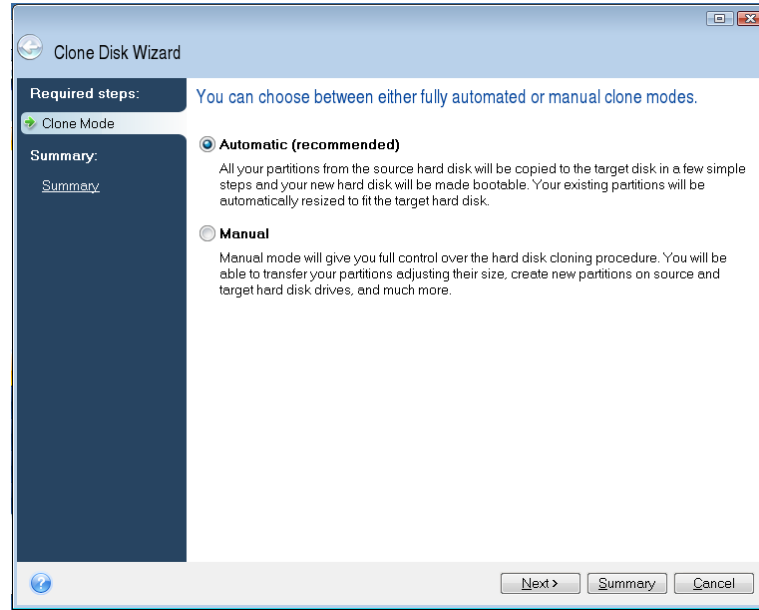 Clone Disk Wizard
Required steps:
Clone Mode
Summary:
Summary
You can choose between either fully automated or manual clone modes.
Automatic (recommended)
All your partitions from the source hard disk will be copied to the target disk in a few simple
steps and your new hard disk will be made bootable. Your existing partitions will be
automatically resized to fit the target hard disk.
Manual
Manual mode will give you full control over the hard disk cloning procedure. You will be
able to transfer your partitions adjusting their size, create new partitions on source and
target hard disk drives, and much more.
Next >
Summary
Cancel